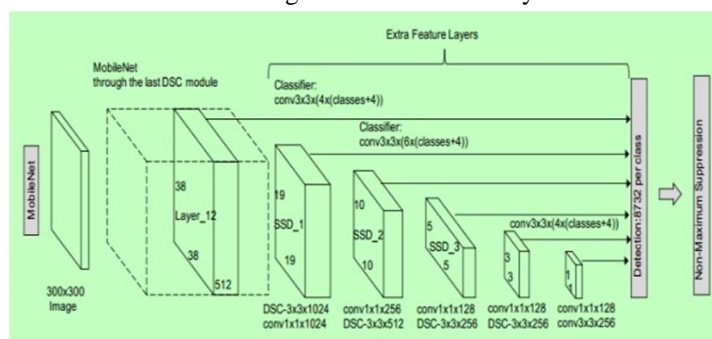 Extra Feature Layers
MobileNet
through the last DSC module
Classifier:
conv3x3x(4x(classes+4))
Classifier:
conv3x3x(6x(classes+4))
MobileNet
300x300
Image
38
Layer_12
38
512
19
SSD_1
19
10
SSD_2
10
5
SSD_3
5
conv3x3(4x(classes+4))
3
3
1
1
DSC-3x3x1024
conv1x1x1024
conv1x1x256
DSC-3x3x512
conv1x1x128
DSC-3x3x256
conv1x1x128
DSC-3x3x256
conv1x1x128
conv3x3x256
Detection:8732 per class
Non-Maximum Suppression